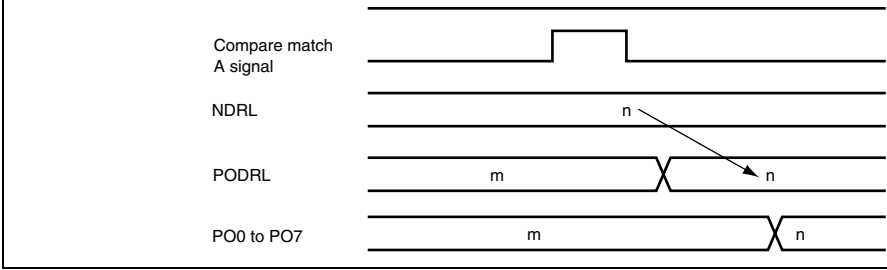 Compare match
A signal
NDRL n
PODRL m n
PO0 to PO7 m n